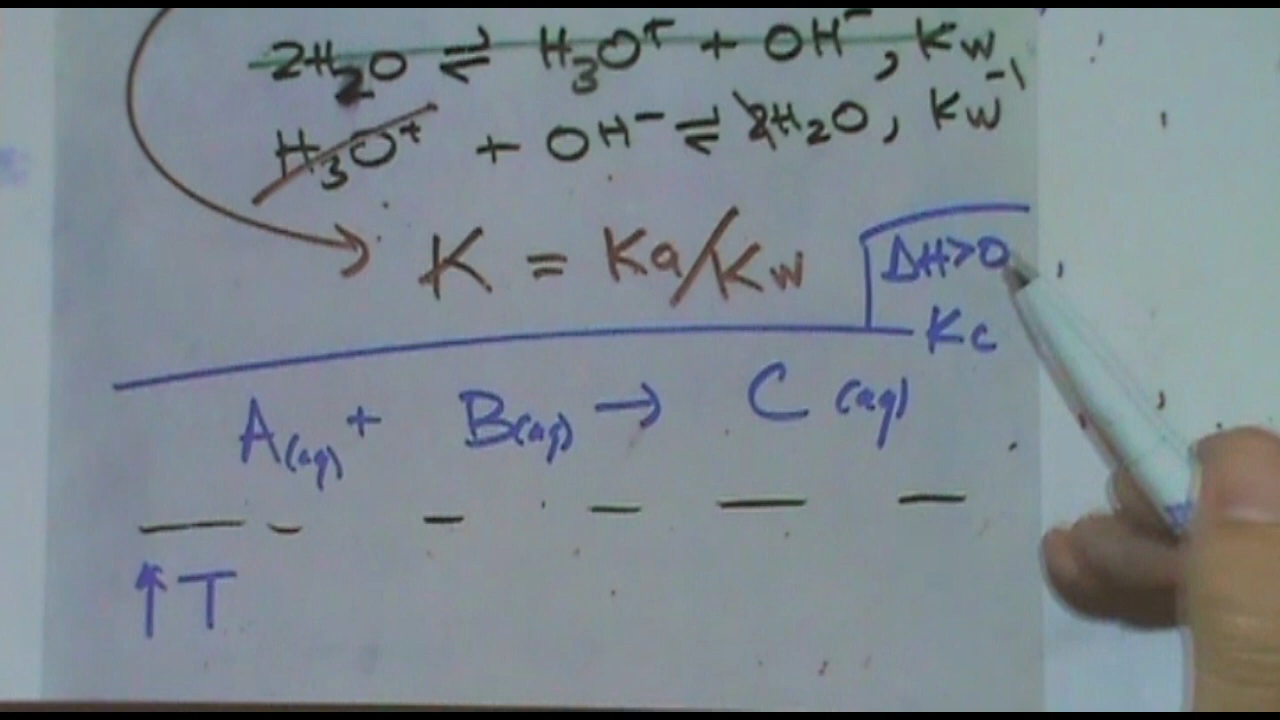 2H₂O ⇌ H₃O⁺ + OH⁻, Kw
H₃O⁺ + OH⁻ ⇌ 2H₂O, Kw⁻¹
K = Ka/Kw
ΔH>0
Kc
A(aq) + B(aq) → C(aq)
↑ T